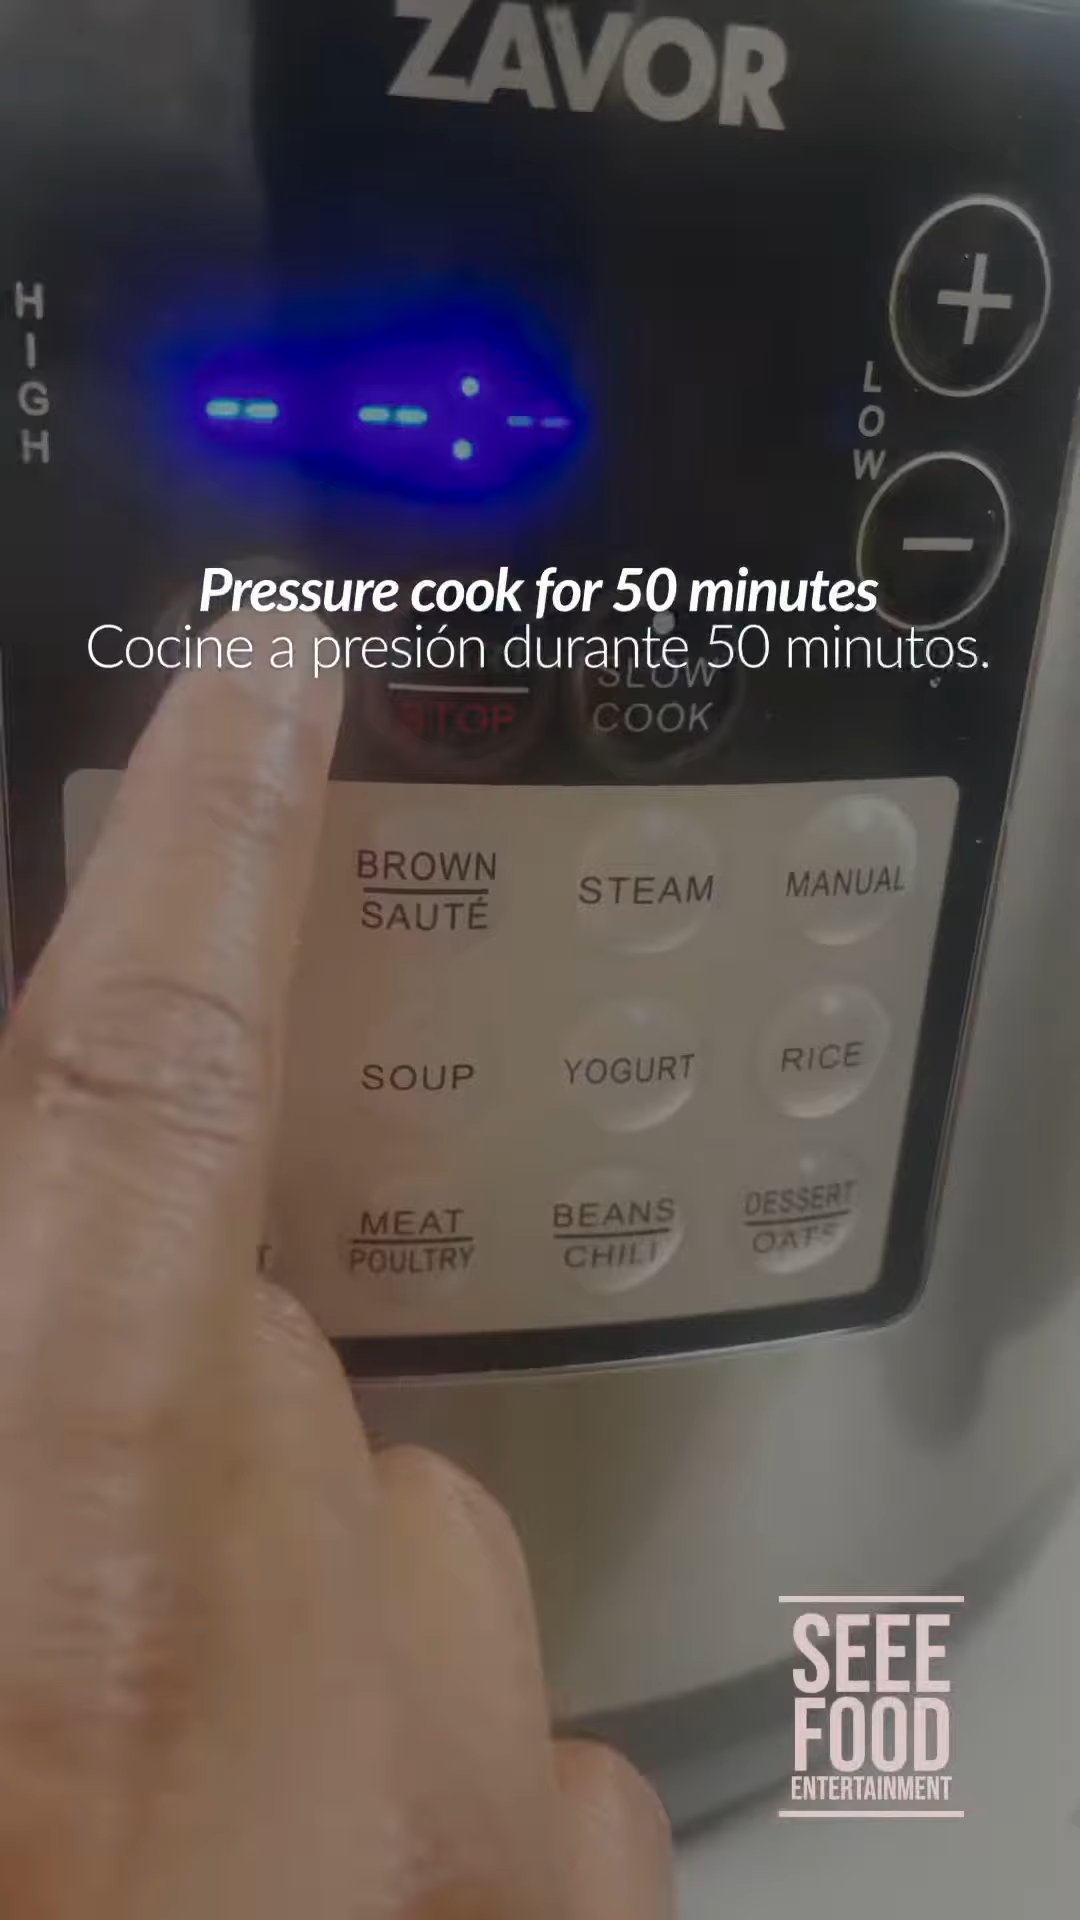 ZAVOR
HIGH
LOW
+
−
Pressure cook for 50 minutes
Cocine a presión durante 50 minutos.
STOP
SLOW
COOK
BROWN
SAUTÉ
STEAM
MANUAL
SOUP
YOGURT
RICE
MEAT
POULTRY
BEANS
CHILI
DESSERT
OATS
SEEE
FOOD
ENTERTAINMENT